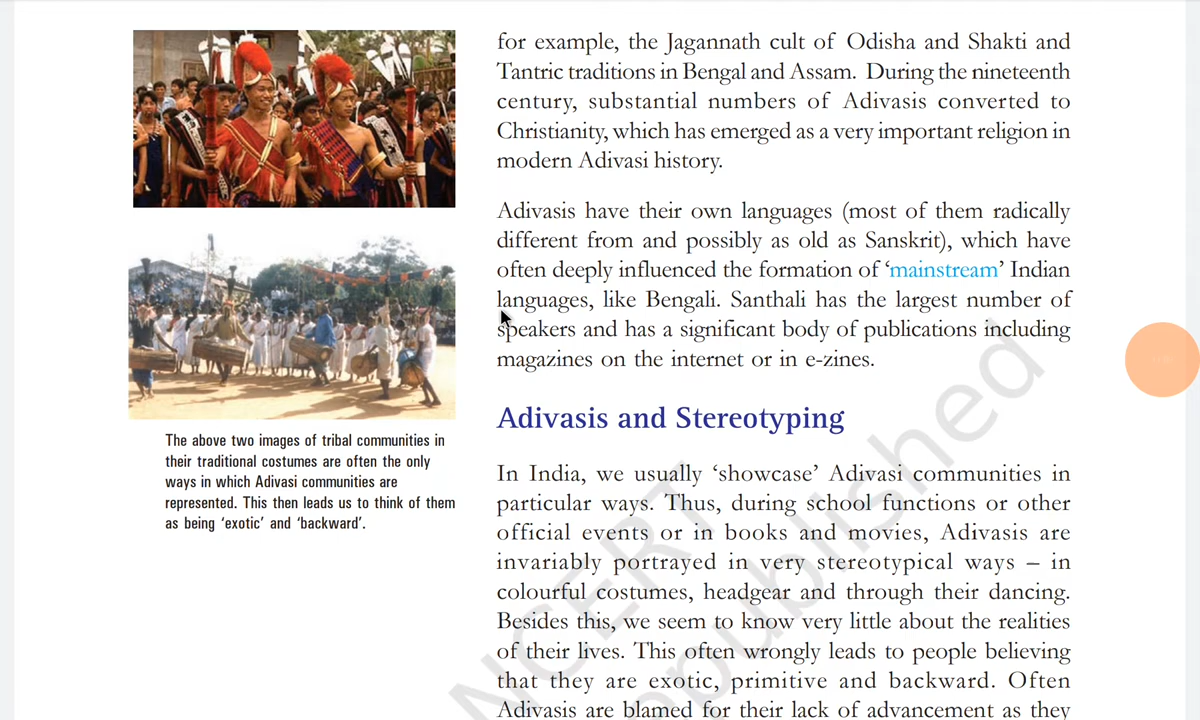 for example, the Jagannath cult of Odisha and Shakti and
Tantric traditions in Bengal and Assam. During the nineteenth
century, substantial numbers of Adivasis converted to
Christianity, which has emerged as a very important religion in
modern Adivasi history.
Adivasis have their own languages (most of them radically
different from and possibly as old as Sanskrit), which have
often deeply influenced the formation of ‘mainstream’ Indian
languages, like Bengali. Santhali has the largest number of
speakers and has a significant body of publications including
magazines on the internet or in e-zines.
The above two images of tribal communities in
their traditional costumes are often the only
ways in which Adivasi communities are
represented. This then leads us to think of them
as being ‘exotic’ and ‘backward’.
Adivasis and Stereotyping
In India, we usually ‘showcase’ Adivasi communities in
particular ways. Thus, during school functions or other
official events or in books and movies, Adivasis are
invariably portrayed in very stereotypical ways – in
colourful costumes, headgear and through their dancing.
Besides this, we seem to know very little about the realities
of their lives. This often wrongly leads to people believing
that they are exotic, primitive and backward. Often
Adivasis are blamed for their lack of advancement as they
NCERT
republished